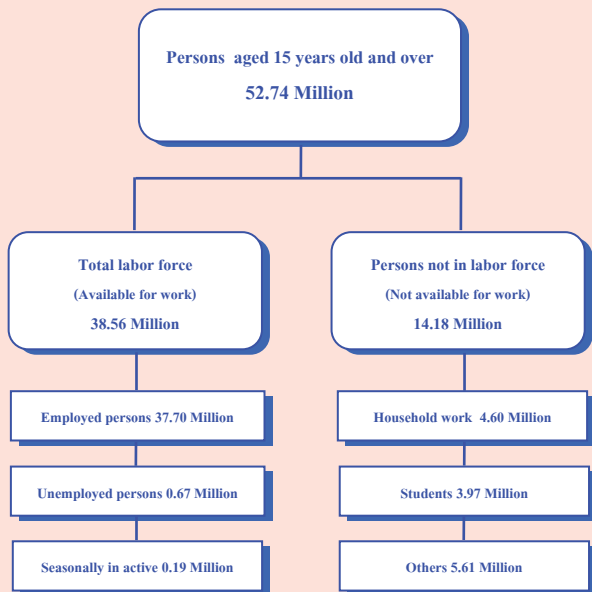 Persons aged 15 years old and over
52.74 Million
Total labor force
(Available for work)
38.56 Million
Persons not in labor force
(Not available for work)
14.18 Million
Employed persons 37.70 Million
Household work 4.60 Million
Unemployed persons 0.67 Million
Students 3.97 Million
Seasonally in active 0.19 Million
Others 5.61 Million